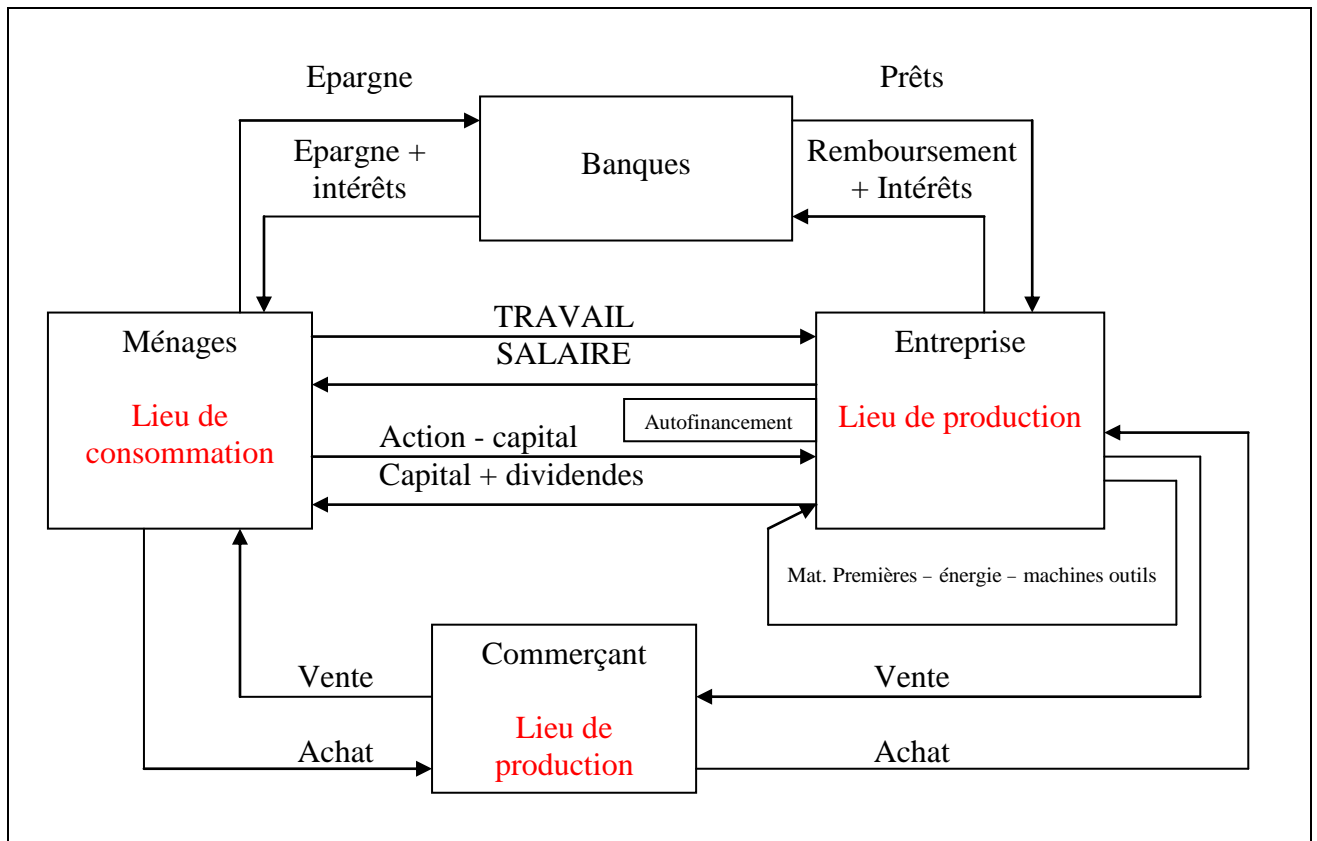 Epargne
Prêts
Banques
Epargne +
intérêts
Remboursement
+ Intérêts
Ménages
Lieu de
consommation
TRAVAIL
SALAIRE
Entreprise
Lieu de production
Autofinancement
Action - capital
Capital + dividendes
Mat. Premières – énergie – machines outils
Commerçant
Lieu de
production
Vente
Vente
Achat
Achat